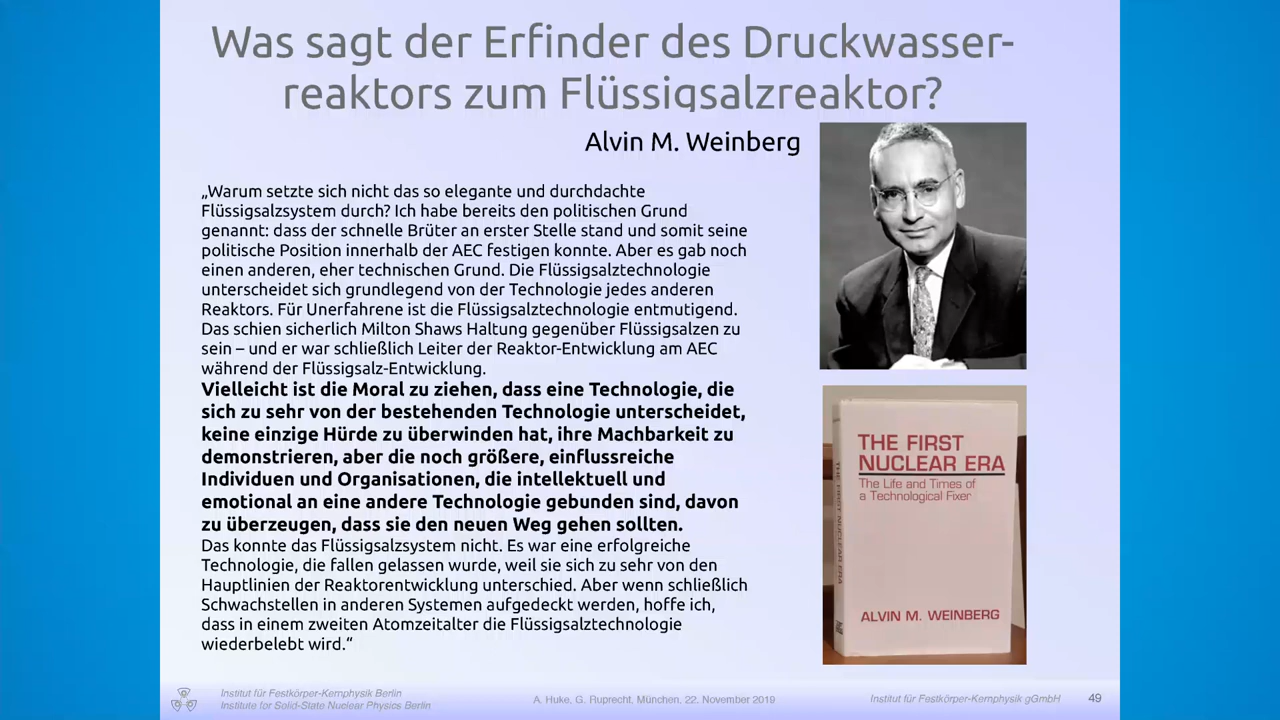 Was sagt der Erfinder des Druckwasser-
reaktors zum Flüssigsalzreaktor?
Alvin M. Weinberg
„Warum setzte sich nicht das so elegante und durchdachte
Flüssigsalzsystem durch? Ich habe bereits den politischen Grund
genannt: dass der schnelle Brüter an erster Stelle stand und somit seine
politische Position innerhalb der AEC festigen konnte. Aber es gab noch
einen anderen, eher technischen Grund. Die Flüssigsalztechnologie
unterscheidet sich grundlegend von der Technologie jedes anderen
Reaktors. Für Unerfahrene ist die Flüssigsalztechnologie entmutigend.
Das schien sicherlich Milton Shaws Haltung gegenüber Flüssigsalzen zu
sein – und er war schließlich Leiter der Reaktor-Entwicklung am AEC
während der Flüssigsalz-Entwicklung.
Vielleicht ist die Moral zu ziehen, dass eine Technologie, die
sich zu sehr von der bestehenden Technologie unterscheidet,
keine einzige Hürde zu überwinden hat, ihre Machbarkeit zu
demonstrieren, aber die noch größere, einflussreiche
Individuen und Organisationen, die intellektuell und
emotional an eine andere Technologie gebunden sind, davon
zu überzeugen, dass sie den neuen Weg gehen sollten.
Das konnte das Flüssigsalzsystem nicht. Es war eine erfolgreiche
Technologie, die fallen gelassen wurde, weil sie sich zu sehr von den
Hauptlinien der Reaktorentwicklung unterschied. Aber wenn schließlich
Schwachstellen in anderen Systemen aufgedeckt werden, hoffe ich,
dass in einem zweiten Atomzeitalter die Flüssigsalztechnologie
wiederbelebt wird.“
THE FIRST
NUCLEAR ERA
The Life and Times of
a Technological Fixer
ALVIN M. WEINBERG
THE FIRST NUCLEAR ERA
Institut für Festkörper-Kernphysik Berlin
Institute for Solid-State Nuclear Physics Berlin
A. Huke, G. Ruprecht, München, 22. November 2019
Institut für Festkörper-Kernphysik gGmbH
49